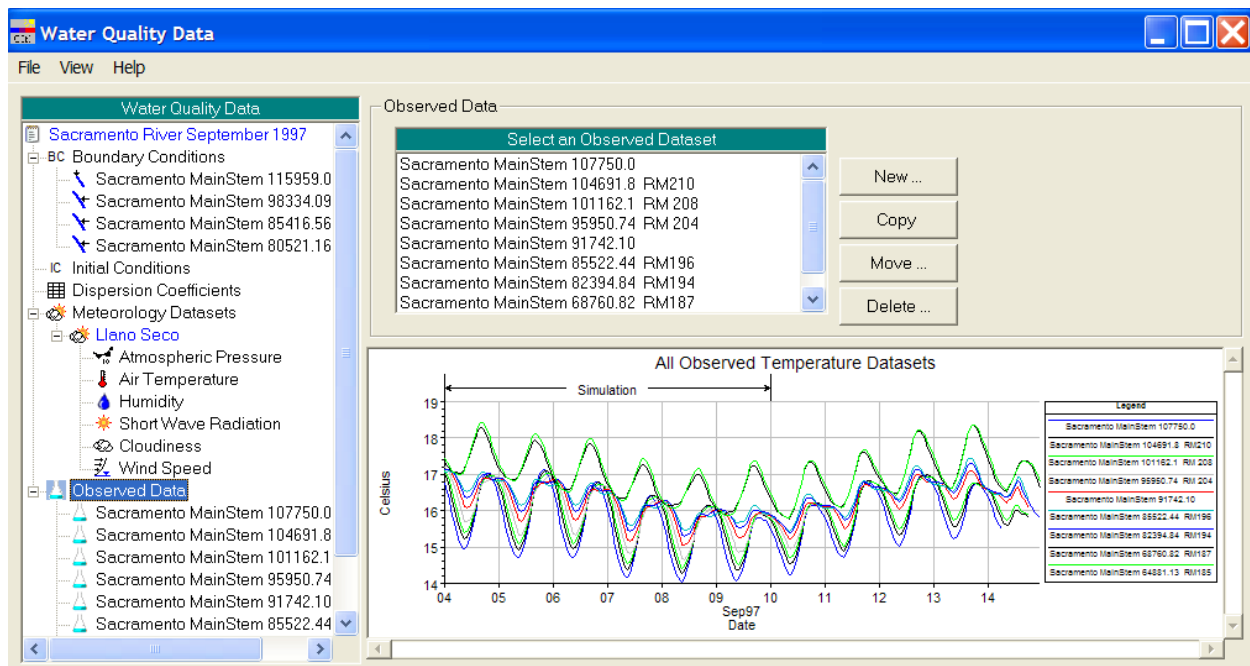 Water Quality Data
File View Help
Water Quality Data
Sacramento River September 1997
BC Boundary Conditions
Sacramento MainStem 115959.0
Sacramento MainStem 98334.09
Sacramento MainStem 85416.56
Sacramento MainStem 80521.16
IC Initial Conditions
Dispersion Coefficients
Meteorology Datasets
Llano Seco
Atmospheric Pressure
Air Temperature
Humidity
Short Wave Radiation
Cloudiness
Wind Speed
Observed Data
Sacramento MainStem 107750.0
Sacramento MainStem 104691.8
Sacramento MainStem 101162.1
Sacramento MainStem 95950.74
Sacramento MainStem 91742.10
Sacramento MainStem 85522.44
Observed Data
Select an Observed Dataset
Sacramento MainStem 107750.0
Sacramento MainStem 104691.8 RM210
Sacramento MainStem 101162.1 RM 208
Sacramento MainStem 95950.74 RM 204
Sacramento MainStem 91742.10
Sacramento MainStem 85522.44 RM196
Sacramento MainStem 82394.84 RM194
Sacramento MainStem 68760.82 RM187
New ...
Copy
Move ...
Delete ...
All Observed Temperature Datasets
Simulation
Celsius
19
18
17
16
15
14
04 05 06 07 08 09 10 11 12 13 14
Sep97
Date
Legend
Sacramento MainStem 107750.0
Sacramento MainStem 104691.8 RM210
Sacramento MainStem 101162.1 RM 208
Sacramento MainStem 95950.74 RM 204
Sacramento MainStem 91742.10
Sacramento MainStem 85522.44 RM196
Sacramento MainStem 82394.84 RM194
Sacramento MainStem 68760.82 RM187
Sacramento MainStem 64881.13 RM185